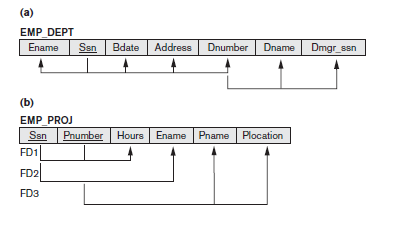 (a)
EMP_DEPT
Ename Ssn Bdate Address Dnumber Dname Dmgr_ssn
(b)
EMP_PROJ
Ssn Pnumber Hours Ename Pname Plocation
FD1
FD2
FD3